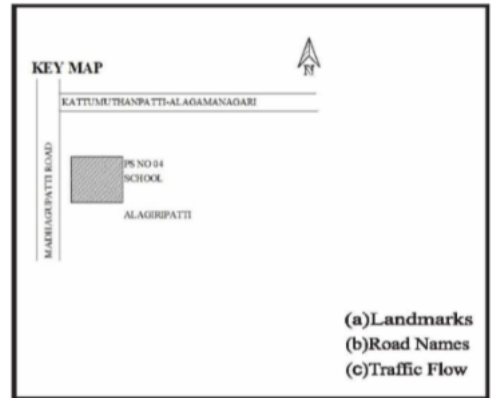 N
KEY MAP
KATTUMUTHANPATTI-ALAGAMANAGARI
MADHAGUPATTI ROAD
PS NO 04
SCHOOL
ALAGIRIPATTI
(a)Landmarks
(b)Road Names
(c)Traffic Flow